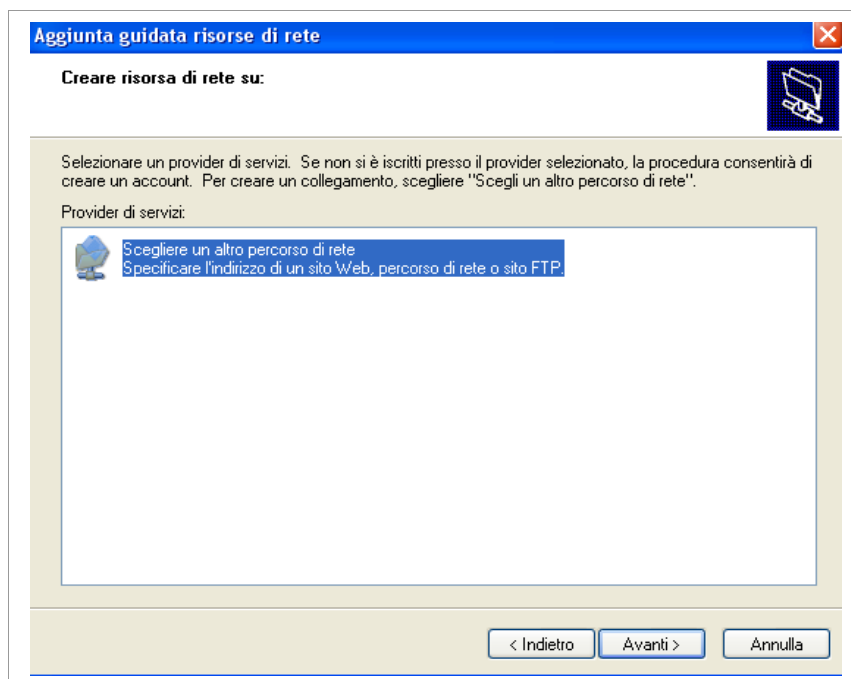 Aggiunta guidata risorse di rete
Creare risorsa di rete su:
Selezionare un provider di servizi.  Se non si è iscritti presso il provider selezionato, la procedura consentirà di
creare un account.  Per creare un collegamento, scegliere "Scegli un altro percorso di rete".
Provider di servizi:
Scegliere un altro percorso di rete
Specificare l'indirizzo di un sito Web, percorso di rete o sito FTP.
< Indietro  Avanti >  Annulla